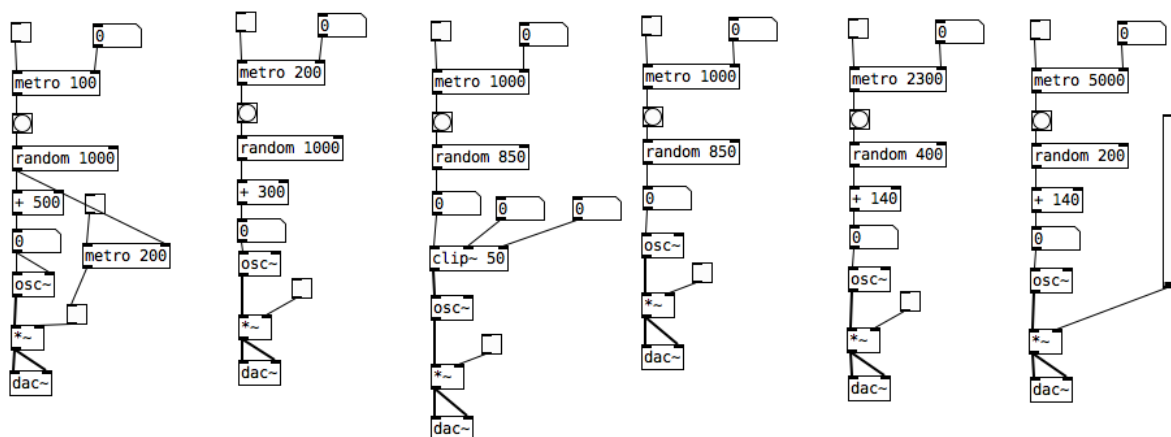 0
metro 100
random 1000
+ 500
0
metro 200
osc~
*~
dac~
0
metro 200
random 1000
+ 300
0
osc~
*~
dac~
0
metro 1000
random 850
0
0
0
clip~ 50
osc~
*~
dac~
0
metro 1000
random 850
0
osc~
*~
dac~
0
metro 2300
random 400
+ 140
0
osc~
*~
dac~
0
metro 5000
random 200
+ 140
0
osc~
*~
dac~